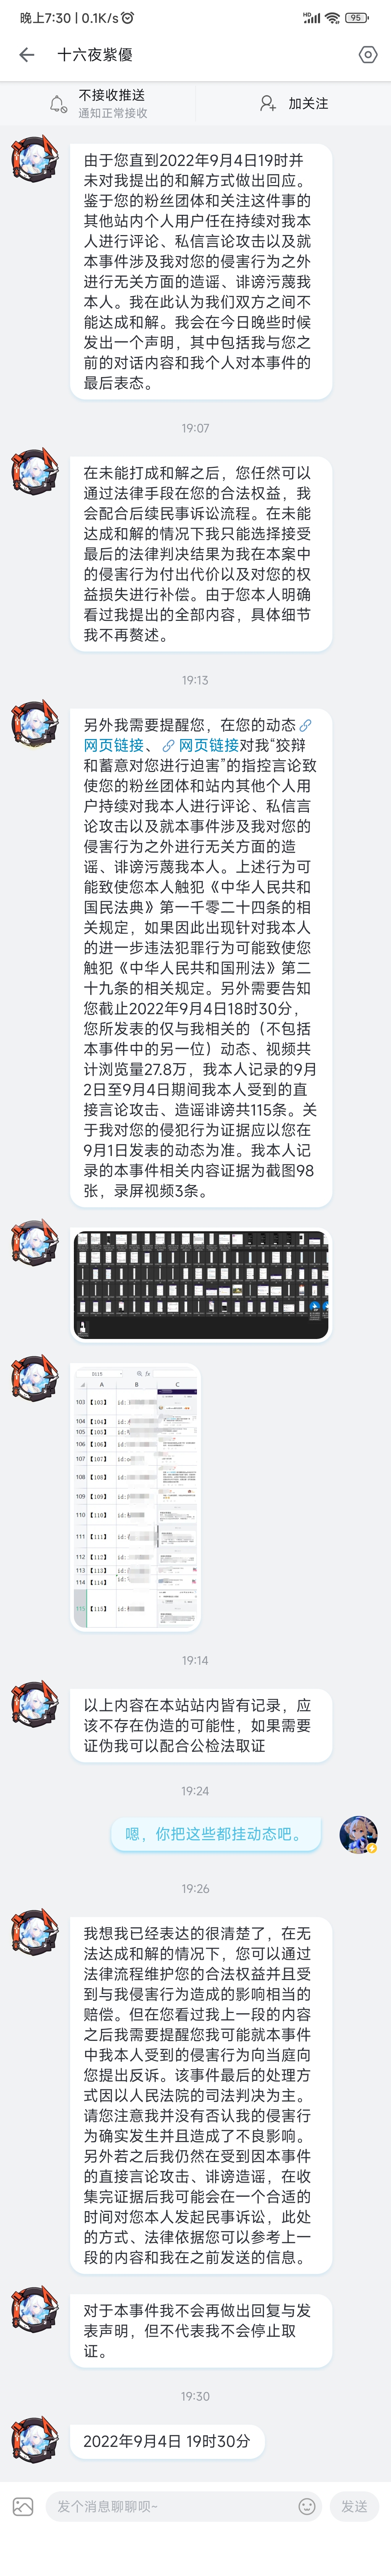 晚上7:30 | 0.1K/s
HD
95
十六夜紫優
不接收推送
通知正常接收
加关注
由于您直到2022年9月4日19时并
未对我提出的和解方式做出回应。
鉴于您的粉丝团体和关注这件事的
其他站内个人用户任在持续对我本
人进行评论、私信言论攻击以及就
本事件涉及我对您的侵害行为之外
进行无关方面的造谣、诽谤污蔑我
本人。我在此认为我们双方之间不
能达成和解。我会在今日晚些时候
发出一个声明，其中包括我与您之
前的对话内容和我个人对本事件的
最后表态。
19:07
在未能打成和解之后，您任然可以
通过法律手段在您的合法权益，我
会配合后续民事诉讼流程。在未能
达成和解的情况下我只能选择接受
最后的法律判决结果为我在本案中
的侵害行为付出代价以及对您的权
益损失进行补偿。由于您本人明确
看过我提出的全部内容，具体细节
我不再赘述。
19:13
另外我需要提醒您，在您的动态
网页链接、网页链接对我“狡辩
和蓄意对您进行迫害”的指控言论致
使您的粉丝团体和站内其他个人用
户持续对我本人进行评论、私信言
论攻击以及就本事件涉及我对您的
侵害行为之外进行无关方面的造
谣、诽谤污蔑我本人。上述行为可
能致使您本人触犯《中华人民共和
国民法典》第一千零二十四条的相
关规定，如果因此出现针对我本人
的进一步违法犯罪行为可能致使您
触犯《中华人民共和国刑法》第二
十九条的相关规定。另外需要告知
您截止2022年9月4日18时30分，
您所发表的仅与我相关的（不包括
本事件中的另一位）动态、视频共
计浏览量27.8万，我本人记录的9月
2日至9月4日期间我本人受到的直
接言论攻击、造谣诽谤共115条。关
于我对您的侵犯行为证据应以您在
9月1日发表的动态为准。我本人记
录的本事件相关内容证据为截图98
张，录屏视频3条。
D115
A B C
103 【103】 id:
104 【104】 id:
105 【105】 id:
106 【106】 id:
107 【107】 id:
108 【108】 id:
109 【109】 id:
110 【110】 id:
111 【111】 id:
112 【112】 id:
113 【113】 id:
114 【114】 id:
115 【115】 id:
19:14
以上内容在本站站内皆有记录，应
该不存在伪造的可能性，如果需要
证伪我可以配合公检法取证
19:24
嗯，你把这些都挂动态吧。
19:26
我想我已经表达的很清楚了，在无
法达成和解的情况下，您可以通过
法律流程维护您的合法权益并且受
到与我侵害行为造成的影响相当的
赔偿。但在您看过我上一段的内容
之后我需要提醒您我可能就本事件
中我本人受到的侵害行为向当庭向
您提出反诉。该事件最后的处理方
式因以人民法院的司法判决为主。
请您注意我并没有否认我的侵害行
为确实发生并且造成了不良影响。
另外若之后我仍然在受到因本事件
的直接言论攻击、诽谤造谣，在收
集完证据后我可能会在一个合适的
时间对您本人发起民事诉讼，此处
的方式、法律依据您可以参考上一
段的内容和我在之前发送的信息。
对于本事件我不会再做出回复与发
表声明，但不代表我不会停止取
证。
19:30
2022年9月4日 19时30分
发个消息聊聊呗~
发送